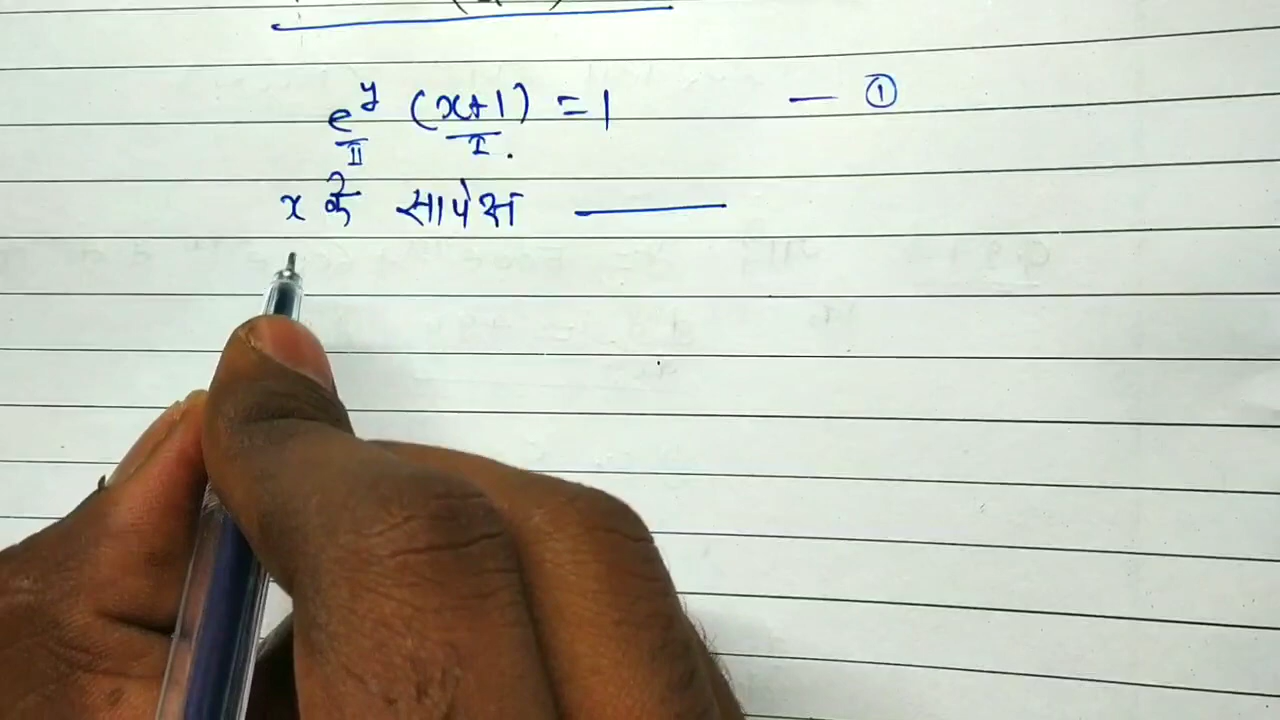 e^y (x+1) = 1 — ①
II I.
x के सापेक्ष ———